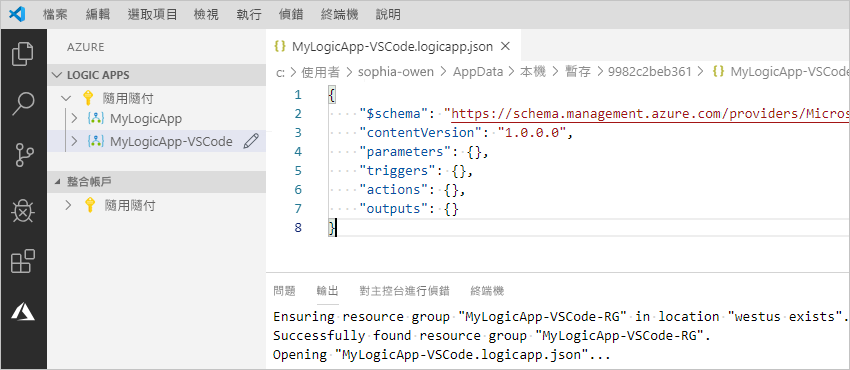 檔案 編輯 選取項目 檢視 執行 偵錯 終端機 說明
AZURE
LOGIC APPS
隨用隨付
MyLogicApp
MyLogicApp-VSCode
整合帳戶
隨用隨付
{ } MyLogicApp-VSCode.logicapp.json ×
C: > 使用者 > sophia-owen > AppData > 本機 > 暫存 > 9982c2beb361 > { } MyLogicApp-VSCode
1 {
2 "$schema": "https://schema.management.azure.com/providers/Micros
3 "contentVersion": "1.0.0.0",
4 "parameters": {},
5 "triggers": {},
6 "actions": {},
7 "outputs": {}
8 }
問題 輸出 對主控台進行偵錯 終端機
Ensuring resource group "MyLogicApp-VSCode-RG" in location "westus exists".
Successfully found resource group "MyLogicApp-VSCode-RG".
Opening "MyLogicApp-VSCode.logicapp.json"...